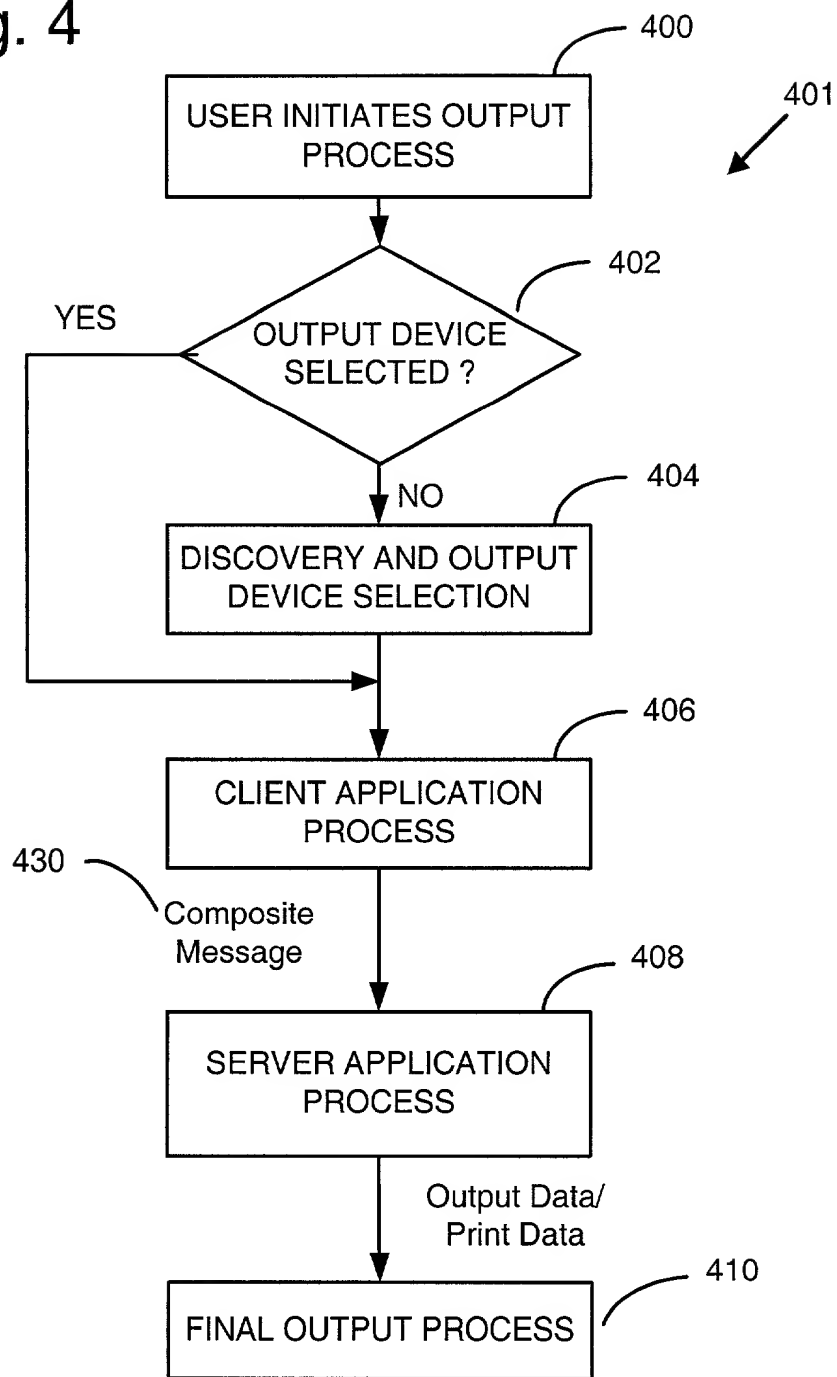 g. 4
400
401
USER INITIATES OUTPUT
PROCESS
402
YES
OUTPUT DEVICE
SELECTED ?
404
NO
DISCOVERY AND OUTPUT
DEVICE SELECTION
406
CLIENT APPLICATION
PROCESS
430
Composite
Message
408
SERVER APPLICATION
PROCESS
Output Data/
Print Data
410
FINAL OUTPUT PROCESS